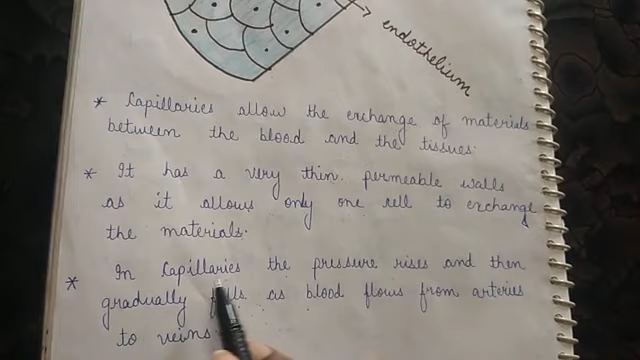 endothelium
* Capillaries allow the exchange of materials
between the blood and the tissues.
* It has a very thin. permeable walls
as it allows only one cell to exchange
the materials.
* In Capillaries the pressure rises and then
gradually falls as blood flows from arteries
to veins